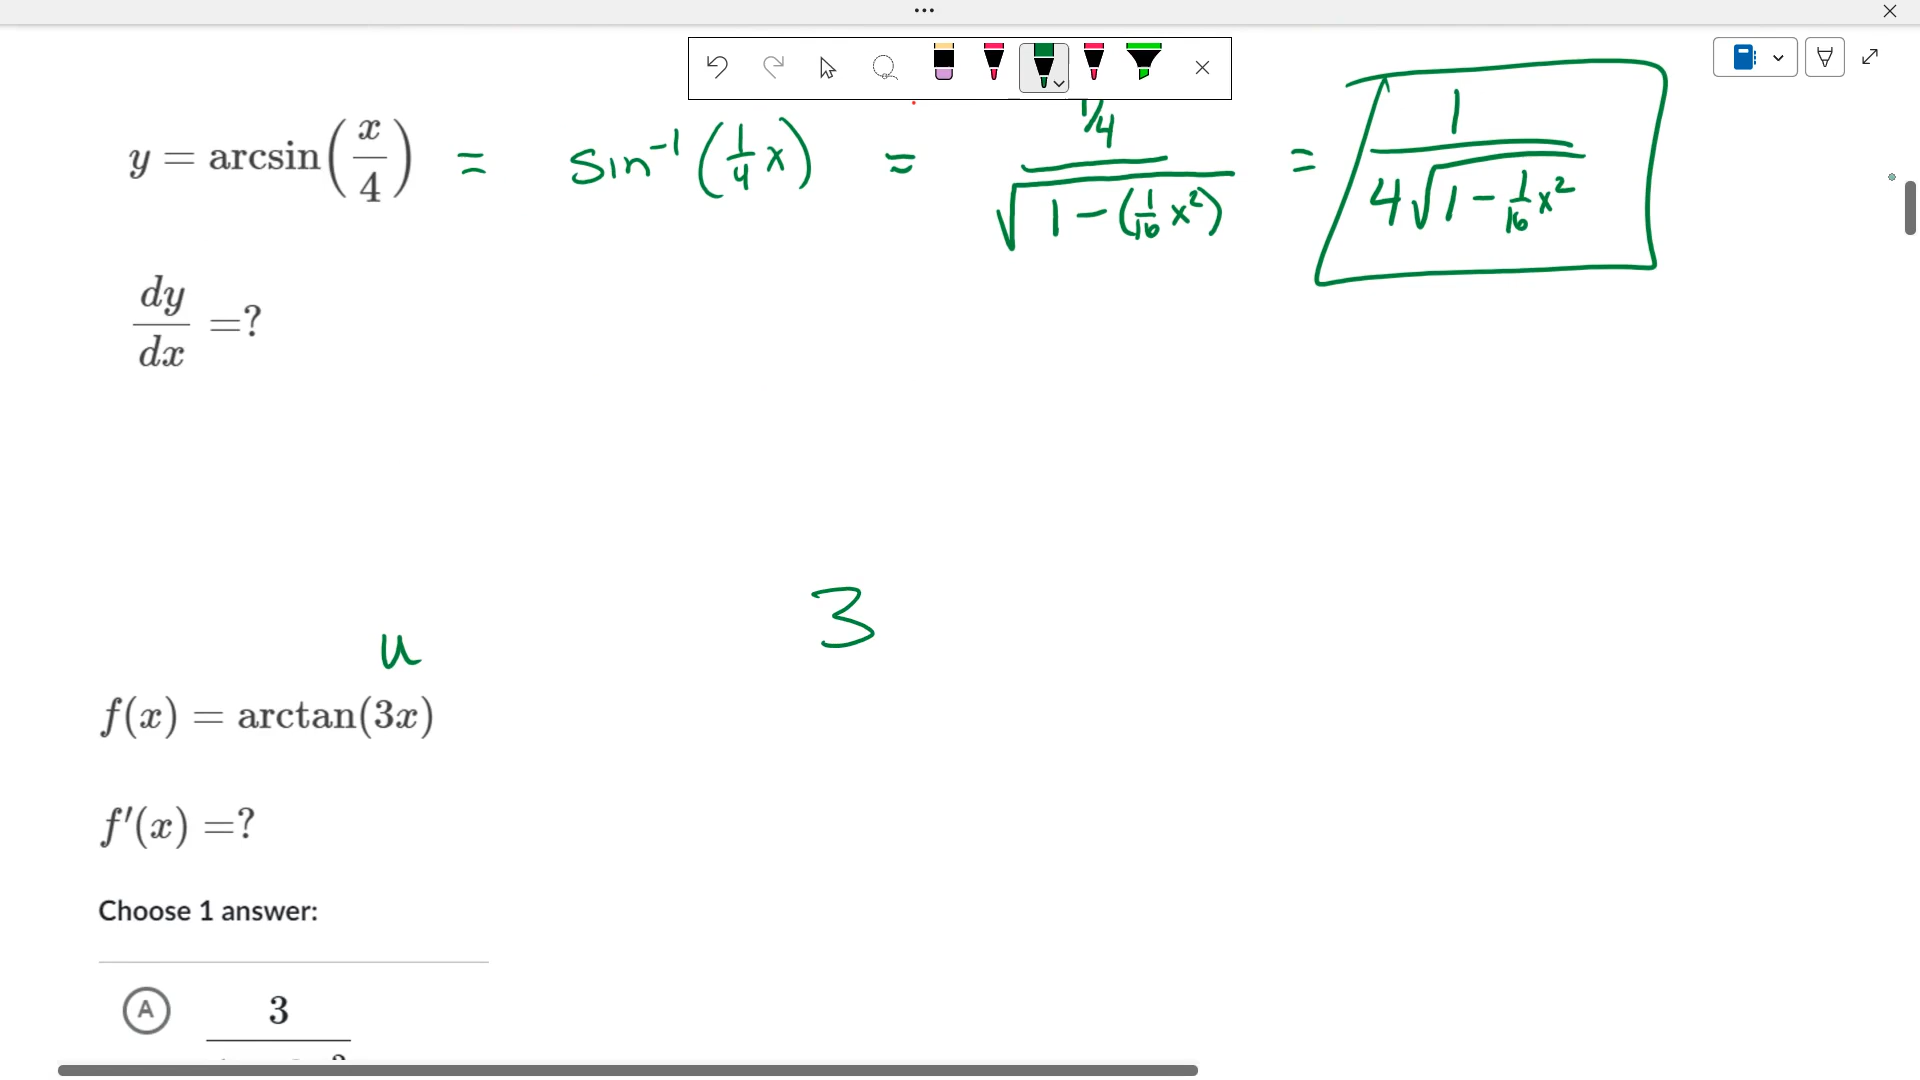 y = arcsin(x/4) = sin⁻¹(1/4 x) = 1/4 / √(1 − (1/16 x²)) = 1 / 4√(1 − 1/16 x²)
dy/dx =?
3
u
f(x) = arctan(3x)
f′(x) =?
Choose 1 answer:
A 3